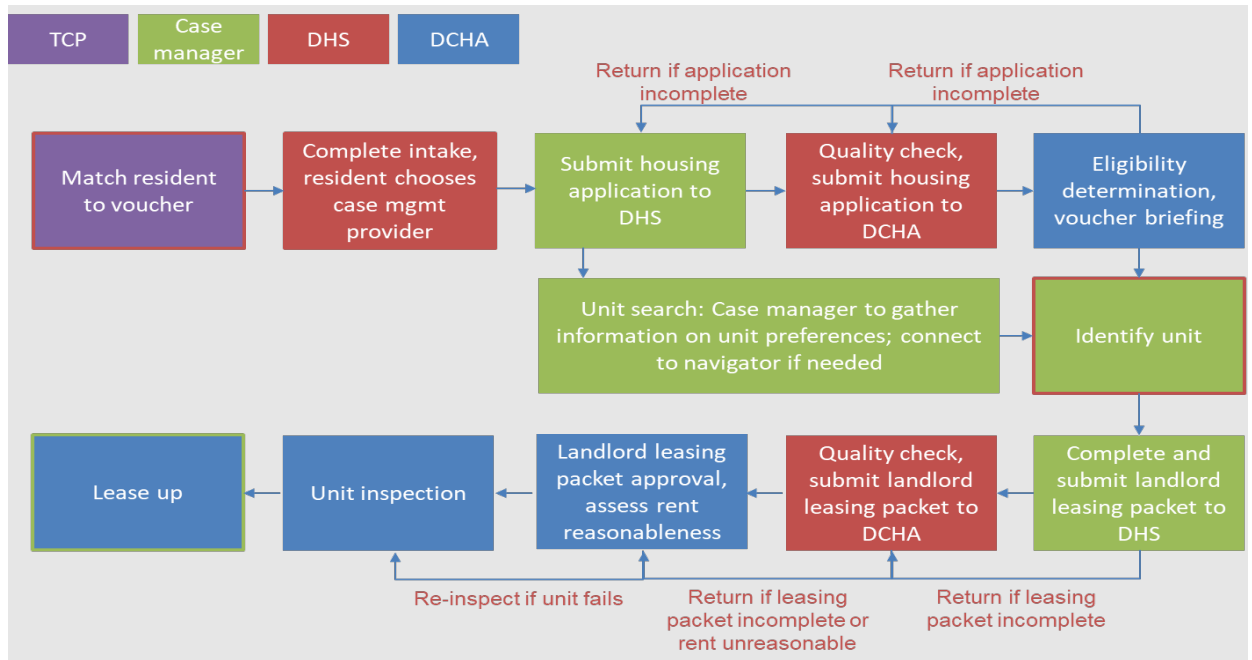 TCP
Case
manager
DHS
DCHA
Return if application
incomplete
Return if application
incomplete
Match resident
to voucher
Complete intake,
resident chooses
case mgmt
provider
Submit housing
application to
DHS
Quality check,
submit housing
application to
DCHA
Eligibility
determination,
voucher briefing
Unit search: Case manager to gather
information on unit preferences; connect
to navigator if needed
Identify unit
Lease up
Unit inspection
Landlord leasing
packet approval,
assess rent
reasonableness
Quality check,
submit landlord
leasing packet to
DCHA
Complete and
submit landlord
leasing packet to
DHS
Re-inspect if unit fails
Return if leasing
packet incomplete or
rent unreasonable
Return if leasing
packet incomplete